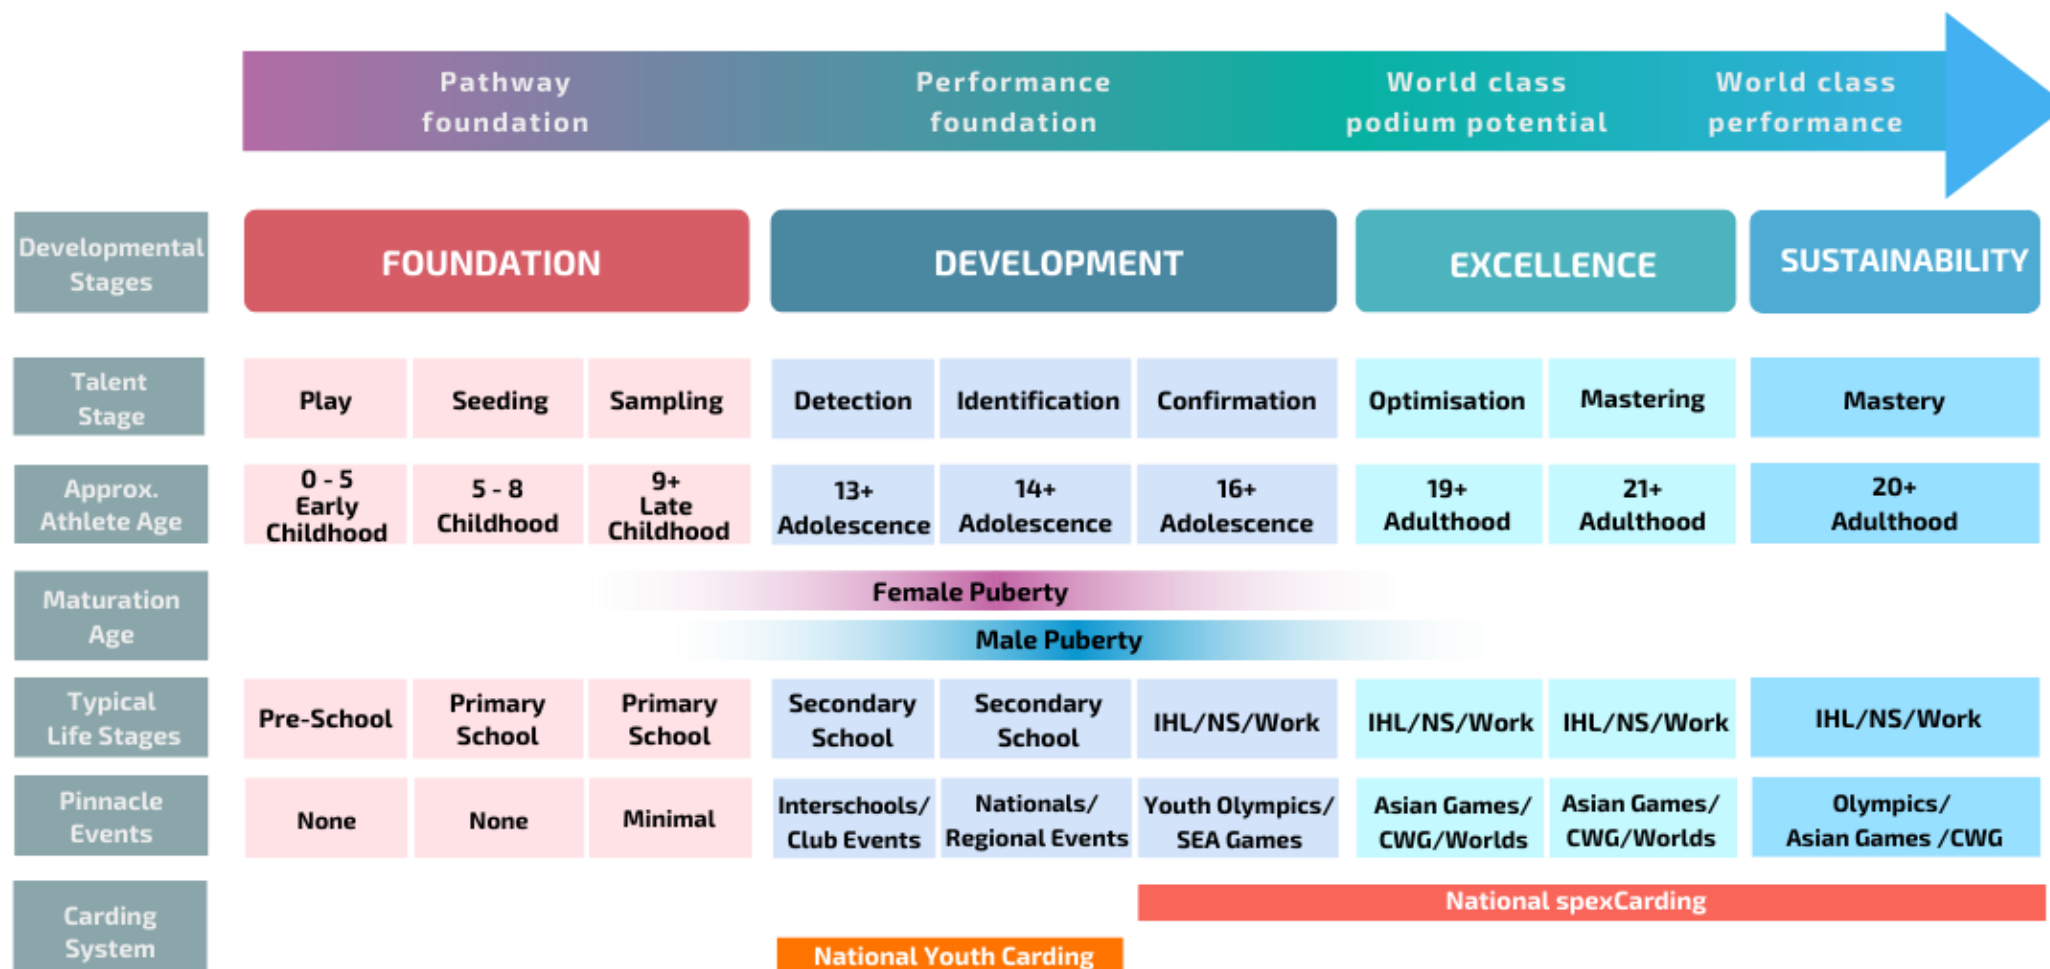 Pathway
foundation
Performance
foundation
World class
podium potential
World class
performance
Developmental
Stages
FOUNDATION
DEVELOPMENT
EXCELLENCE
SUSTAINABILITY
Talent
Stage
Play
Seeding
Sampling
Detection
Identification
Confirmation
Optimisation
Mastering
Mastery
Approx.
Athlete Age
0 - 5
Early
Childhood
5 - 8
Childhood
9+
Late
Childhood
13+
Adolescence
14+
Adolescence
16+
Adolescence
19+
Adulthood
21+
Adulthood
20+
Adulthood
Maturation
Age
Female Puberty
Male Puberty
Typical
Life Stages
Pre-School
Primary
School
Primary
School
Secondary
School
Secondary
School
IHL/NS/Work
IHL/NS/Work
IHL/NS/Work
IHL/NS/Work
Pinnacle
Events
None
None
Minimal
Interschools/
Club Events
Nationals/
Regional Events
Youth Olympics/
SEA Games
Asian Games/
CWG/Worlds
Asian Games/
CWG/Worlds
Olympics/
Asian Games /CWG
Carding
System
National spexCarding
National Youth Carding